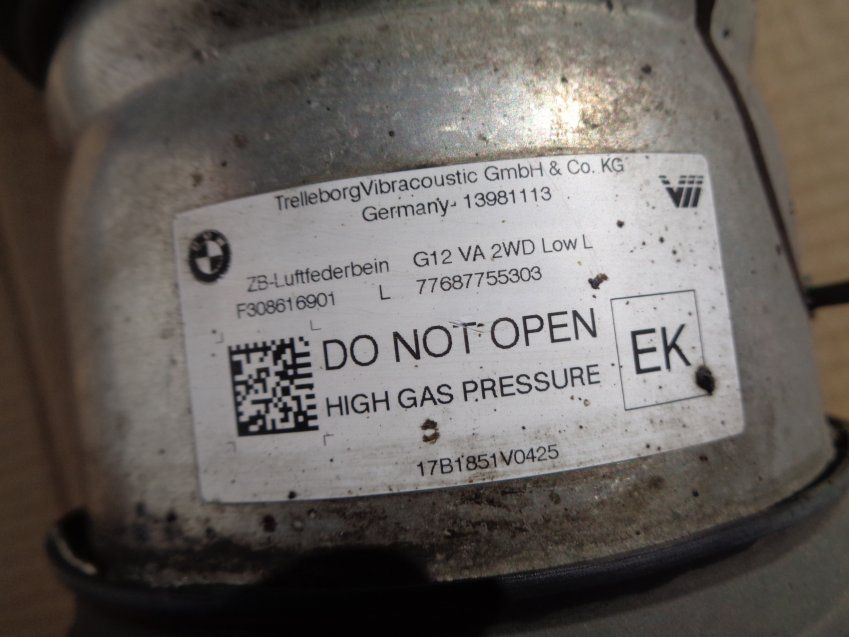 TrelleborgVibracoustic GmbH & Co. KG
Germany- 13981113
ZB-Luftfederbein G12 VA 2WD Low L
F308616901 L 77687755303
DO NOT OPEN
EK
HIGH GAS PRESSURE
17B1851V0425